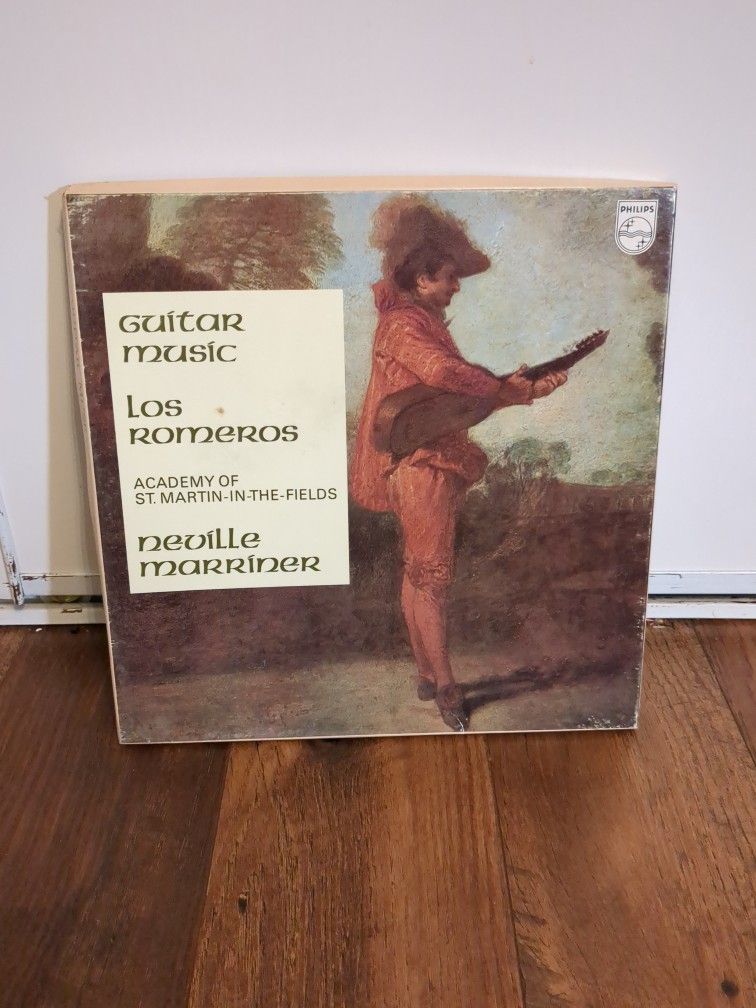 PHILIPS
Guitar
music
Los
Romeros
ACADEMY OF
ST. MARTIN-IN-THE-FIELDS
neville
marriner